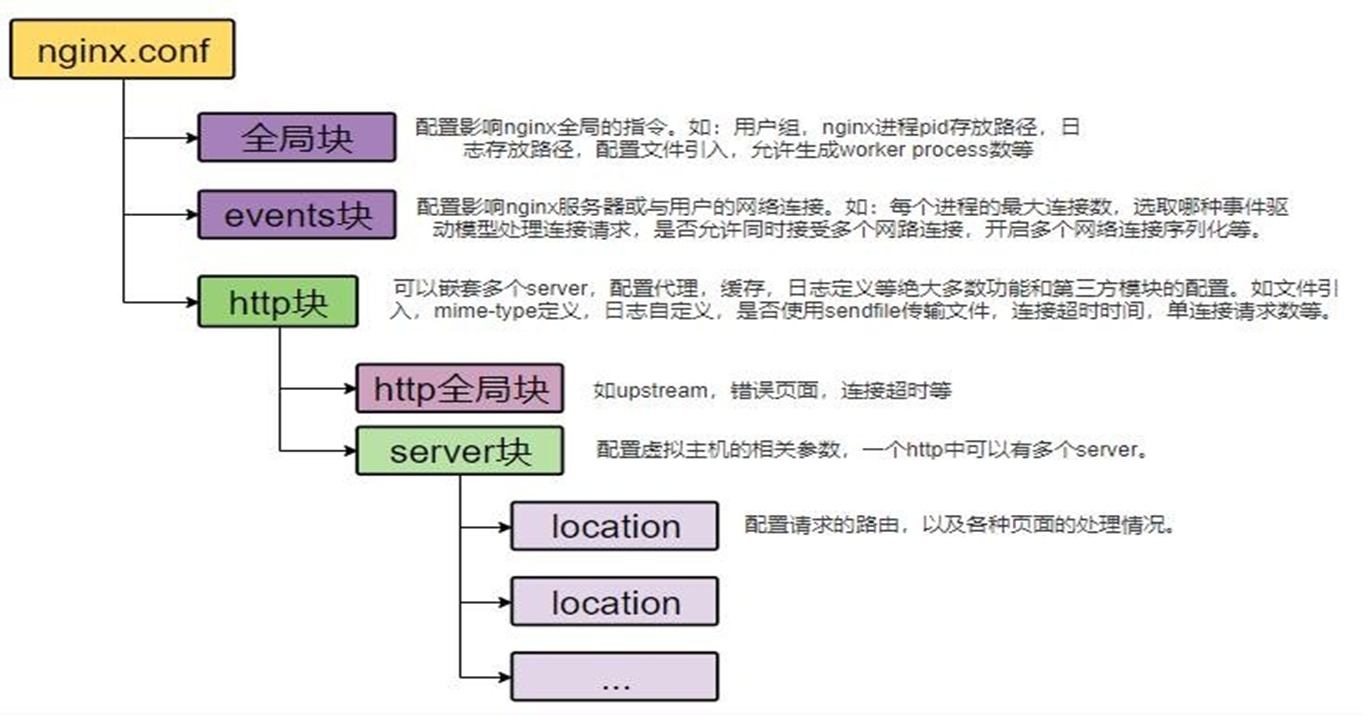 nginx.conf
全局块
配置影响nginx全局的指令。如：用户组，nginx进程pid存放路径，日
志存放路径，配置文件引入，允许生成worker process数等
events块
配置影响nginx服务器或与用户的网络连接。如：每个进程的最大连接数，选取哪种事件驱
动模型处理连接请求，是否允许同时接受多个网路连接，开启多个网络连接序列化等。
http块
可以嵌套多个server，配置代理，缓存，日志定义等绝大多数功能和第三方模块的配置。如文件引
入，mime-type定义，日志自定义，是否使用sendfile传输文件，连接超时时间，单连接请求数等。
http全局块
如upstream，错误页面，连接超时等
server块
配置虚拟主机的相关参数，一个http中可以有多个server。
location
配置请求的路由，以及各种页面的处理情况。
location
...